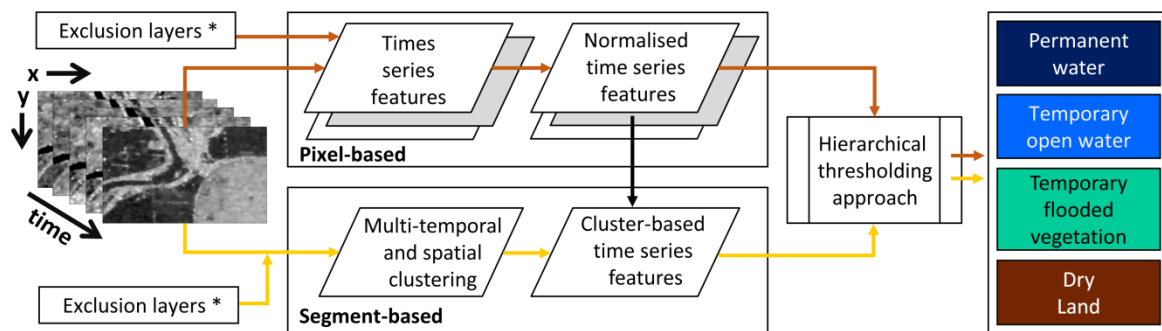 Exclusion layers *
x
y
time
Exclusion layers *
Times
series
features
Normalised
time series
features
Pixel-based
Multi-temporal
and spatial
clustering
Cluster-based
time series
features
Segment-based
Hierarchical
thresholding
approach
Permanent
water
Temporary
open water
Temporary
flooded
vegetation
Dry
Land